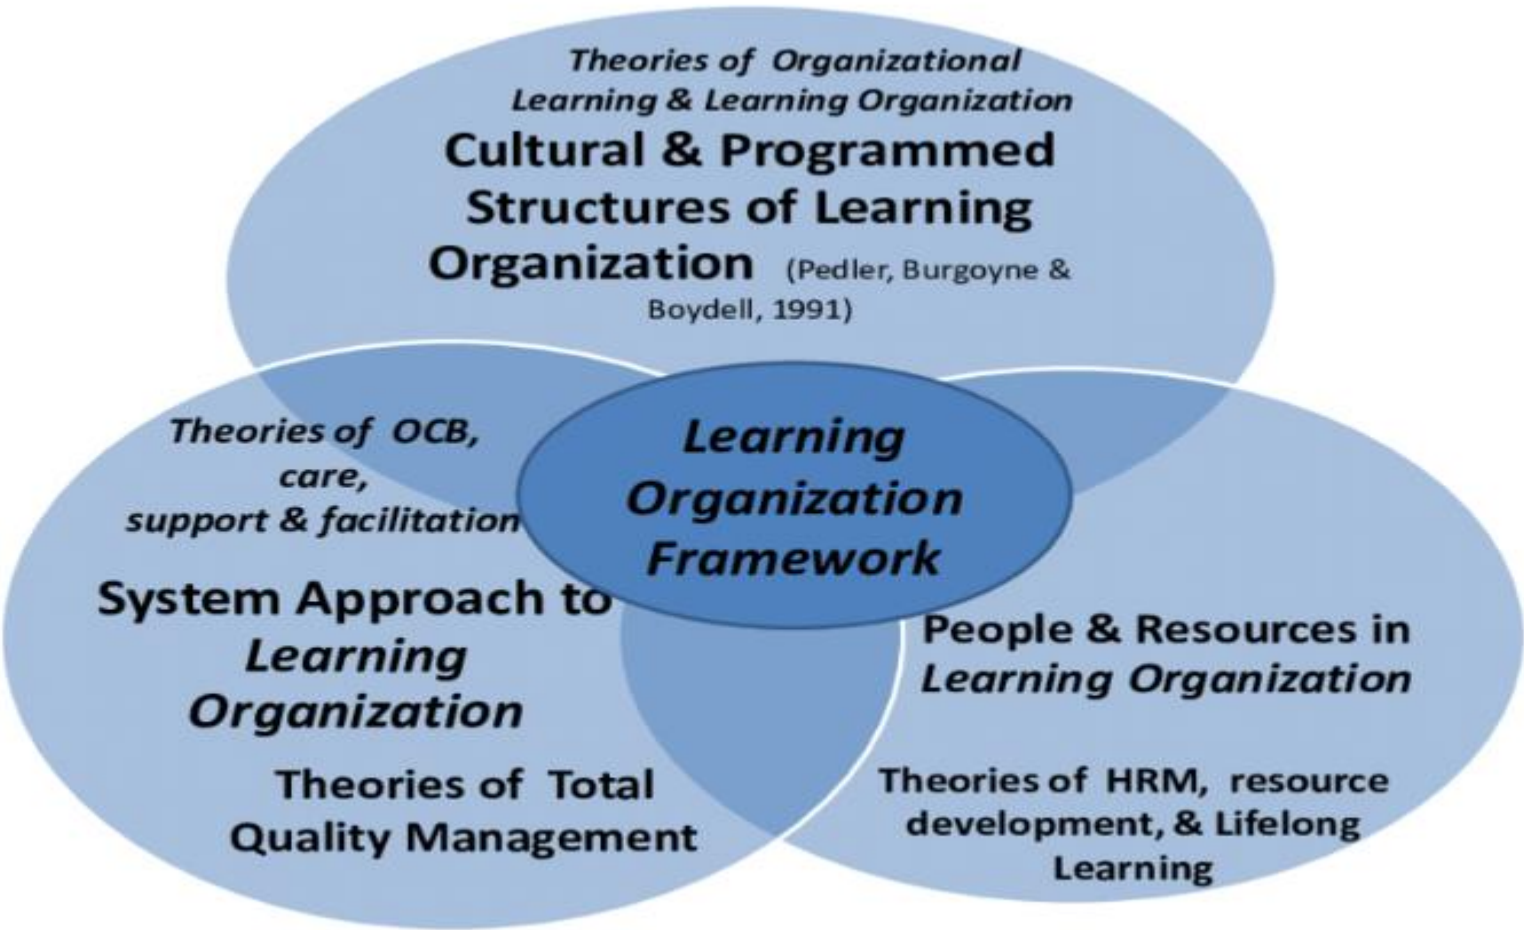 Theories of Organizational
Learning & Learning Organization
Cultural & Programmed
Structures of Learning
Organization (Pedler, Burgoyne &
Boydell, 1991)
Theories of OCB,
care,
support & facilitation
System Approach to
Learning
Organization
Theories of Total
Quality Management
Learning
Organization
Framework
People & Resources in
Learning Organization
Theories of HRM, resource
development, & Lifelong
Learning